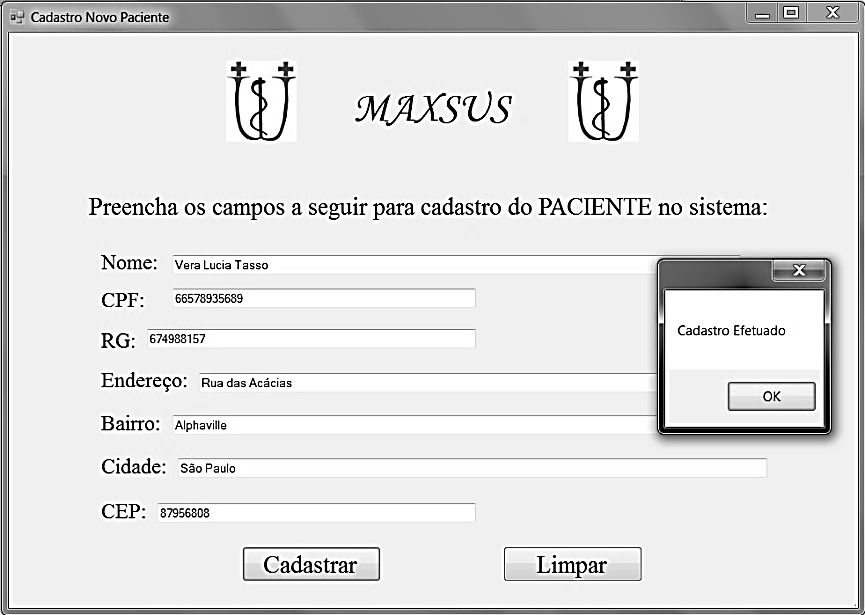 Cadastro Novo Paciente
MAXSUS
Preencha os campos a seguir para cadastro do PACIENTE no sistema:
Nome: Vera Lucia Tasso
CPF: 66578935689
RG: 674988157
Endereço: Rua das Acácias
Bairro: Alphaville
Cidade: São Paulo
CEP: 87956808
Cadastrar Limpar
Cadastro Efetuado
OK